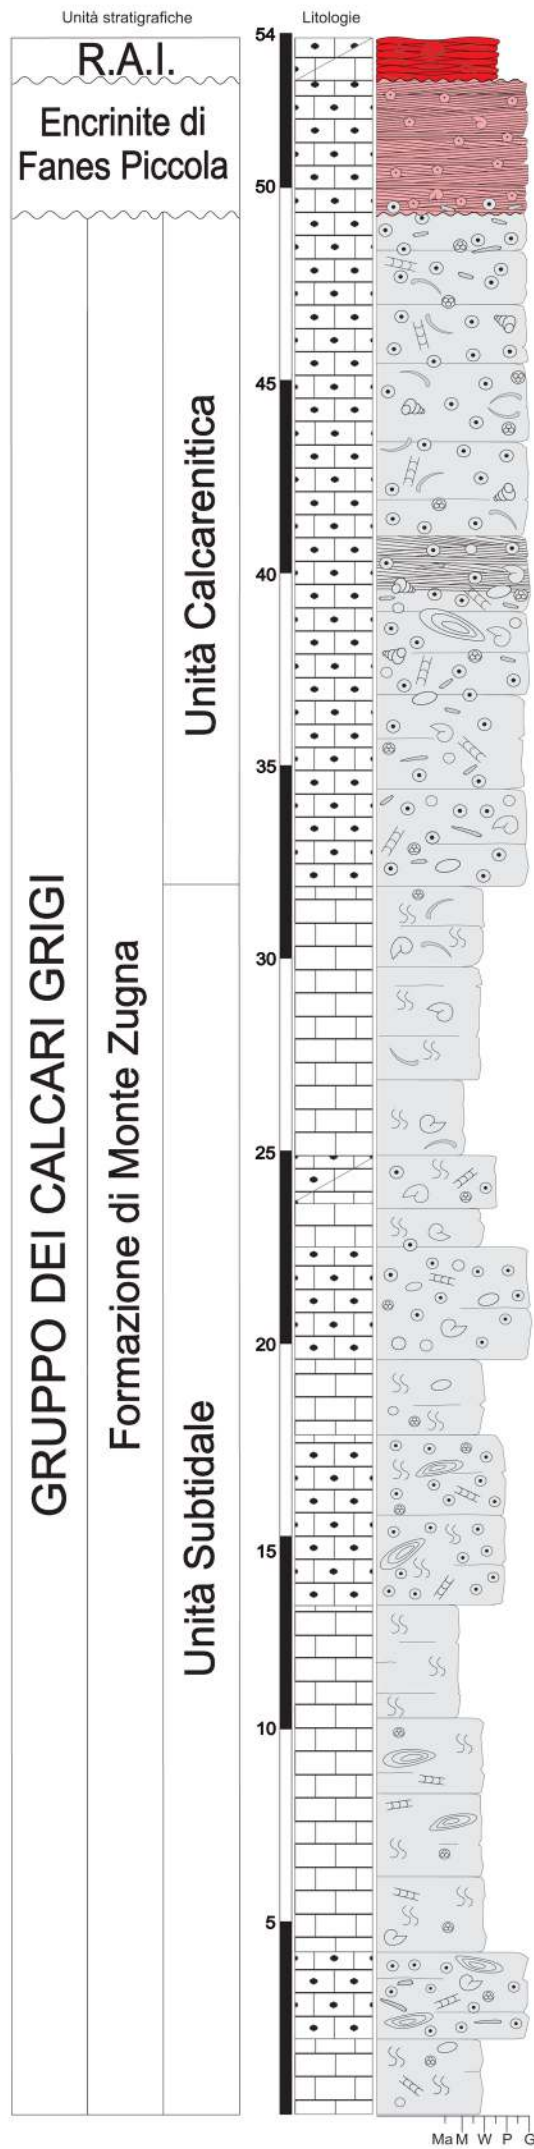 Unità stratigrafiche
Litologie
R.A.I.
Encrinite di
Fanes Piccola
GRUPPO DEI CALCARI GRIGI
Formazione di Monte Zugna
Unità Calcarenitica
Unità Subtidale
54
50
45
40
35
30
25
20
15
10
5
Ma M W P G